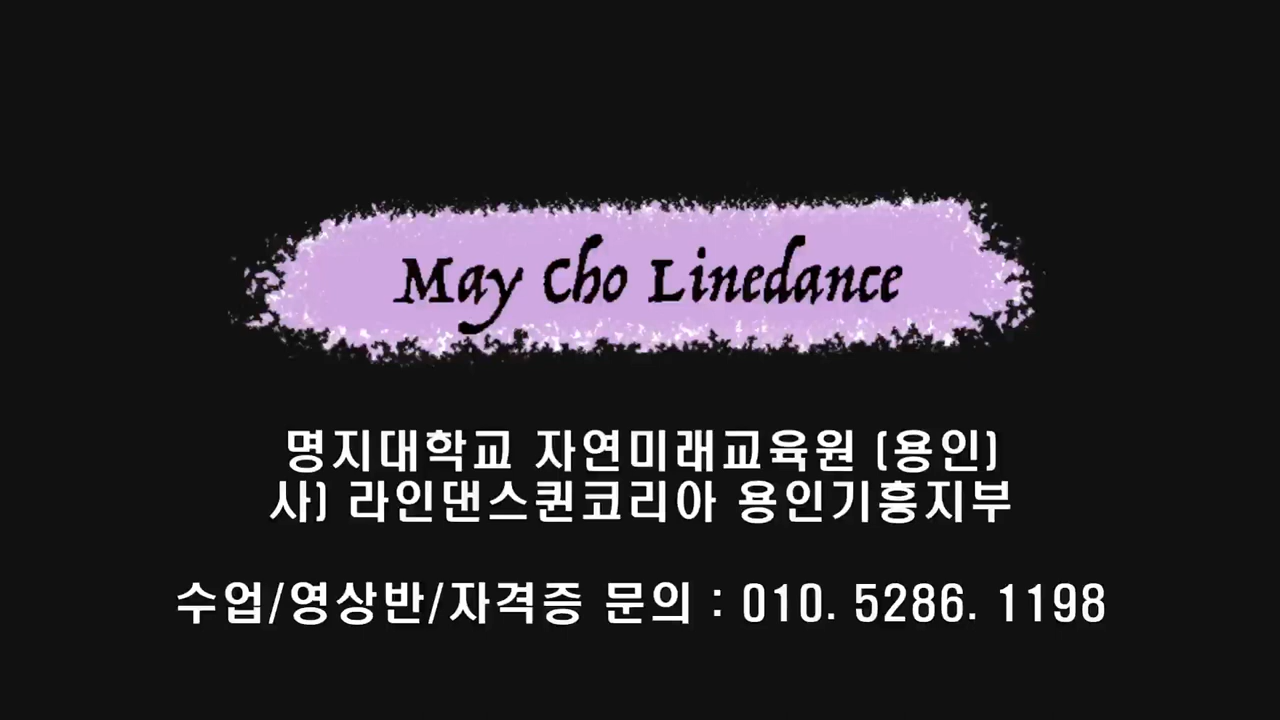 May Cho Linedance
명지대학교 자연미래교육원 (용인)
사) 라인댄스퀸코리아 용인기흥지부
수업/영상반/자격증 문의 : 010. 5286. 1198